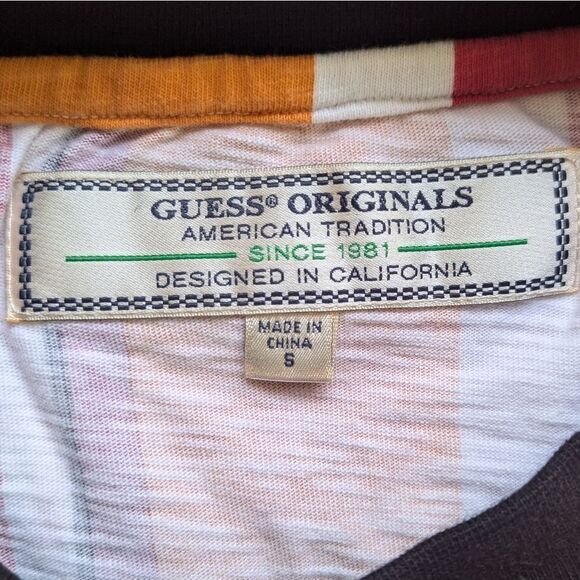 GUESS® ORIGINALS
AMERICAN TRADITION
SINCE 1981
DESIGNED IN CALIFORNIA
MADE IN
CHINA
S